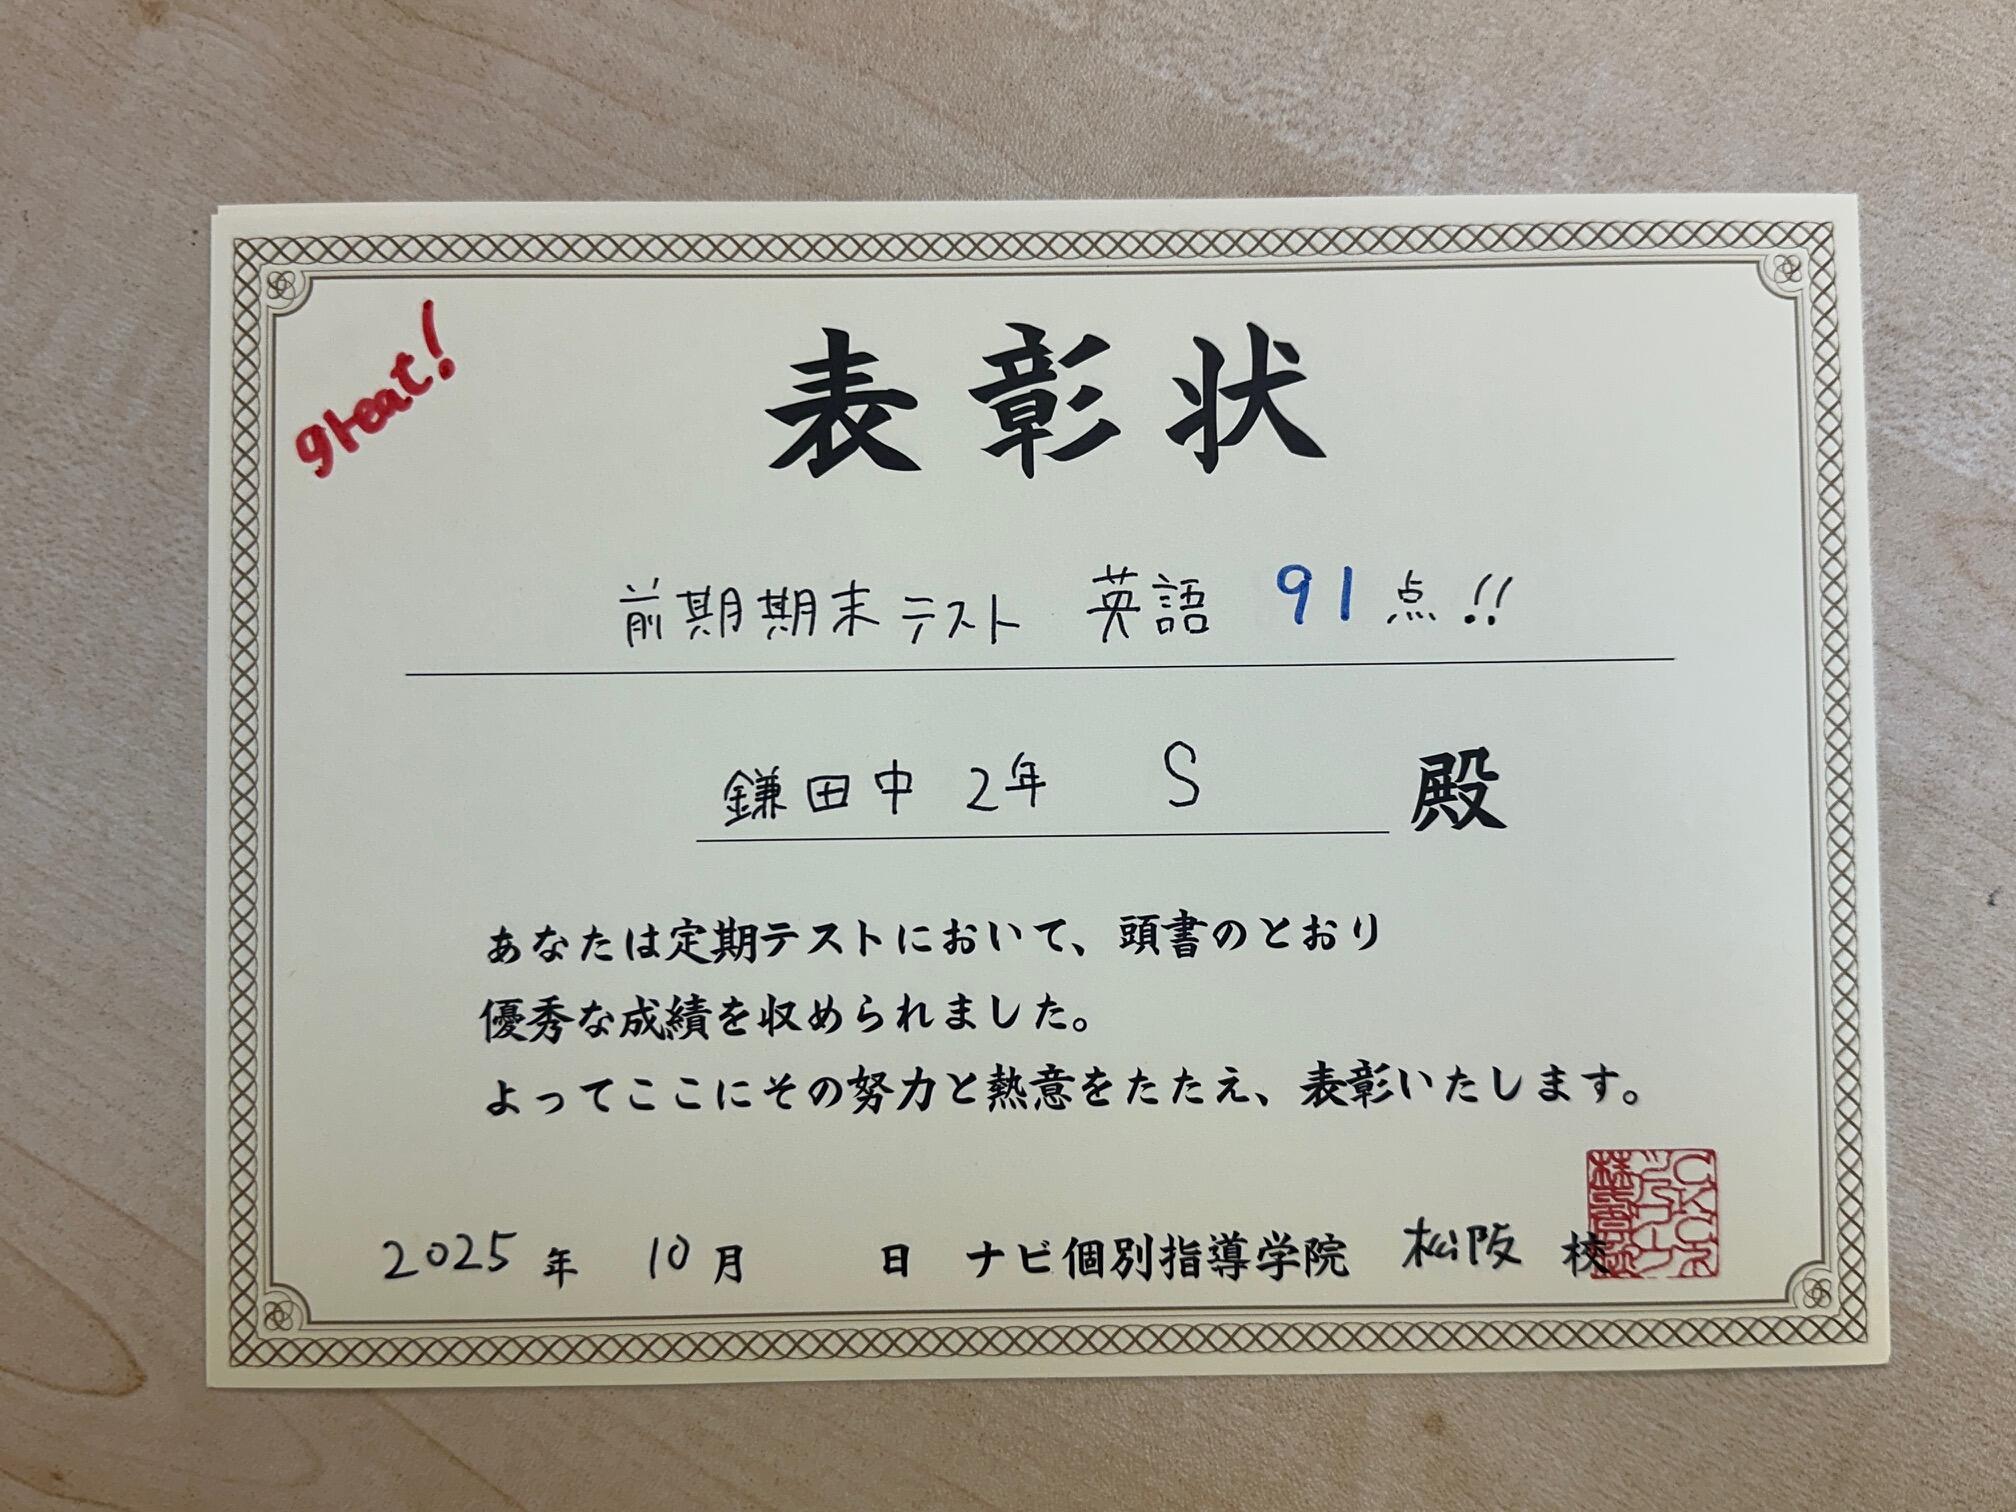 great!
表彰状
前期期末テスト 英語 91点!!
鎌田中 2年 S 殿
あなたは定期テストにおいて、頭書のとおり
優秀な成績を収められました。
よってここにその努力と熱意をたたえ、表彰いたします。
2025年 10月 日 ナビ個別指導学院 松阪 校